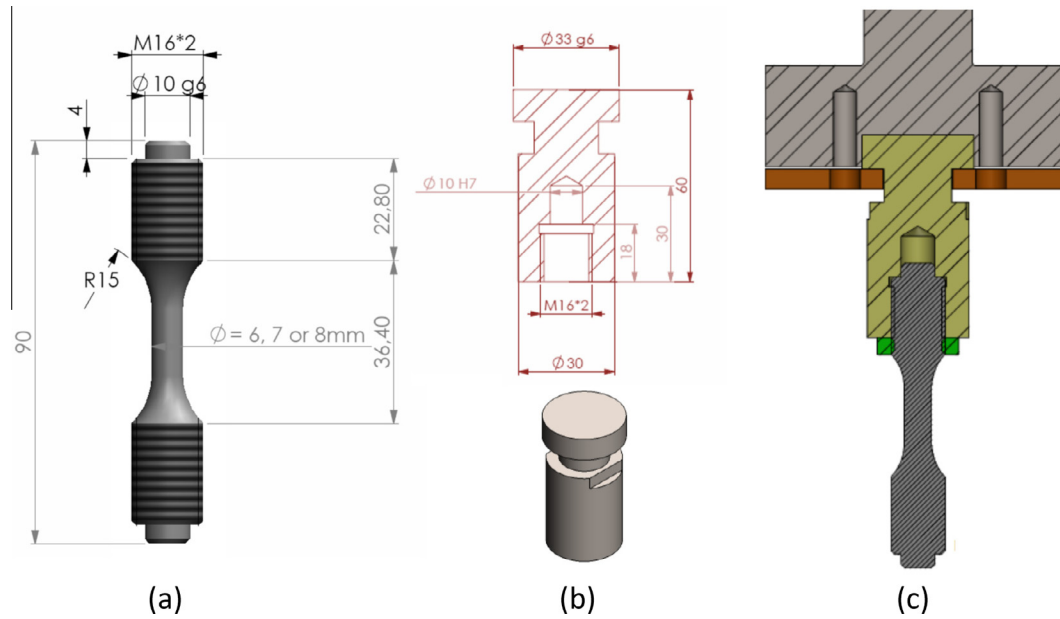 M16*2
Ø 10 g6
4
90
22,80
R15
Ø = 6, 7 or 8mm
36,40
Ø 33 g6
Ø 10 H7
60
30
18
M16*2
Ø 30
(a)
(b)
(c)